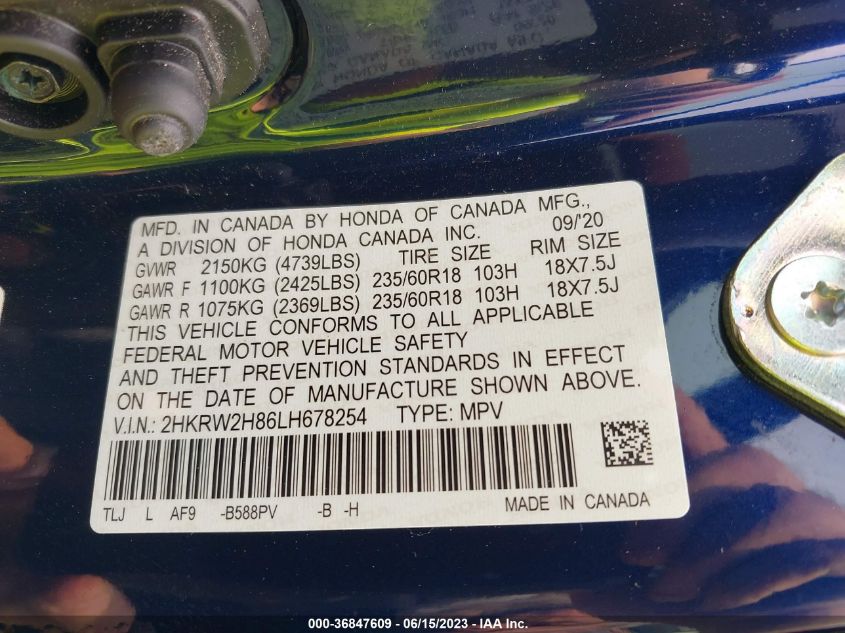 MFD. IN CANADA BY HONDA OF CANADA MFG.,
A DIVISION OF HONDA CANADA INC. 09/'20
GVWR 2150KG (4739LBS) TIRE SIZE RIM SIZE
GAWR F 1100KG (2425LBS) 235/60R18 103H 18X7.5J
GAWR R 1075KG (2369LBS) 235/60R18 103H 18X7.5J
THIS VEHICLE CONFORMS TO ALL APPLICABLE
FEDERAL MOTOR VEHICLE SAFETY
AND THEFT PREVENTION STANDARDS IN EFFECT
ON THE DATE OF MANUFACTURE SHOWN ABOVE.
V.I.N.: 2HKRW2H86LH678254 TYPE: MPV
TLJ L AF9 -B588PV -B -H MADE IN CANADA
000-36847609 - 06/15/2023 - IAA Inc.